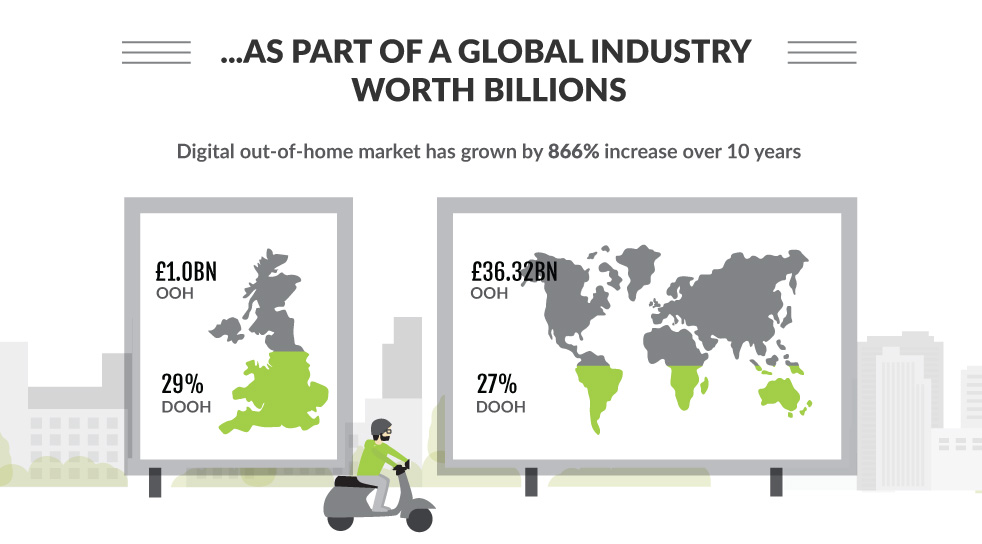 ...AS PART OF A GLOBAL INDUSTRY
WORTH BILLIONS
Digital out-of-home market has grown by 866% increase over 10 years
£1.0BN
OOH
29%
DOOH
£36.32BN
OOH
27%
DOOH